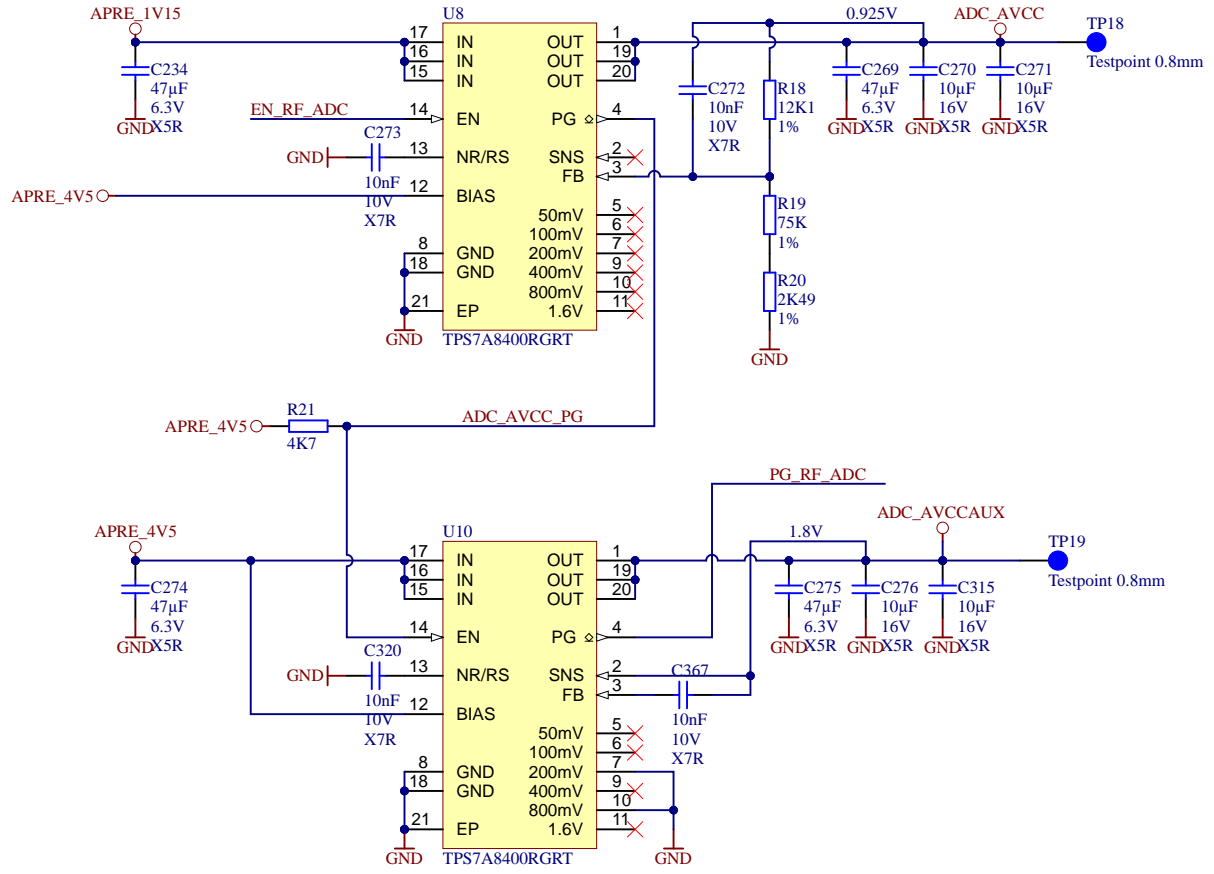 APRE_1V15
U8
0.925V
ADC_AVCC
TP18
Testpoint 0.8mm
17 IN OUT 1
16 IN OUT 19
15 IN OUT 20
C234
47µF
6.3V
X5R
GND
C272
10nF
10V
X7R
R18
12K1
1%
C269
47µF
6.3V
X5R
GND
C270
10µF
16V
X5R
GND
C271
10µF
16V
X5R
GND
EN_RF_ADC
14 EN PG 4
C273
GND
10nF
10V
X7R
13 NR/RS SNS 2
FB 3
APRE_4V5
12 BIAS
50mV 5
100mV 6
8 GND 200mV 7
18 GND 400mV 9
800mV 10
21 EP 1.6V 11
GND
TPS7A8400RGRT
R19
75K
1%
R20
2K49
1%
GND
APRE_4V5
R21
4K7
ADC_AVCC_PG
PG_RF_ADC
APRE_4V5
U10
1.8V
ADC_AVCCAUX
TP19
Testpoint 0.8mm
17 IN OUT 1
16 IN OUT 19
15 IN OUT 20
C274
47µF
6.3V
X5R
GND
C275
47µF
6.3V
X5R
GND
C276
10µF
16V
X5R
GND
C315
10µF
16V
X5R
GND
14 EN PG 4
C320
GND
10nF
10V
X7R
13 NR/RS SNS 2
FB 3
C367
10nF
10V
X7R
12 BIAS
50mV 5
100mV 6
8 GND 200mV 7
18 GND 400mV 9
800mV 10
21 EP 1.6V 11
GND
TPS7A8400RGRT
GND